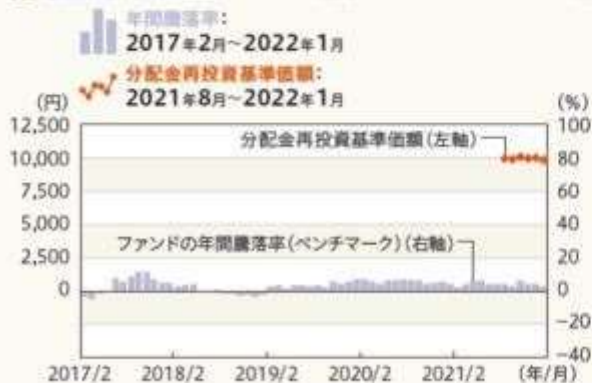 年間騰落率:
2017年2月～2022年1月
分配金再投資基準価額:
2021年8月～2022年1月
(円)
(%)
12,500
100
分配金再投資基準価額(左軸)
10,000
80
7,500
60
5,000
40
ファンドの年間騰落率(ベンチマーク)(右軸)
2,500
20
0
0
-20
-40
2017/2 2018/2 2019/2 2020/2 2021/2 (年/月)